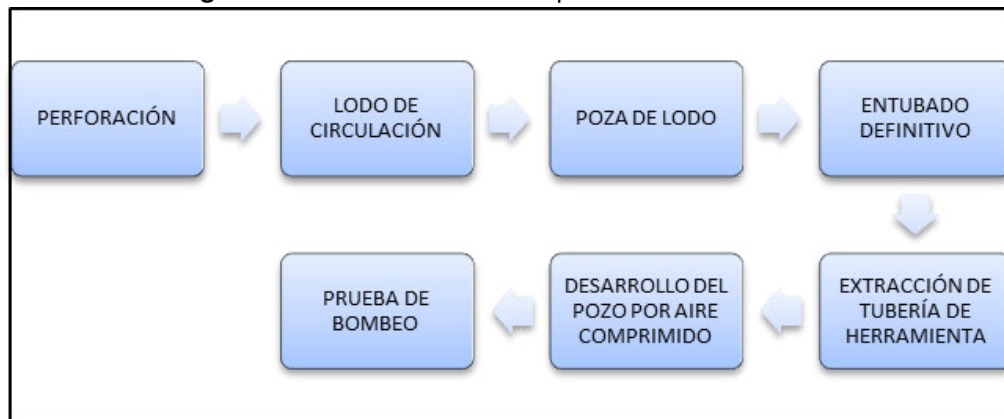 PERFORACIÓN
LODO DE
CIRCULACIÓN
POZA DE LODO
ENTUBADO
DEFINITIVO
EXTRACCIÓN DE
TUBERÍA DE
HERRAMIENTA
DESARROLLO DEL
POZO POR AIRE
COMPRIMIDO
PRUEBA DE
BOMBEO